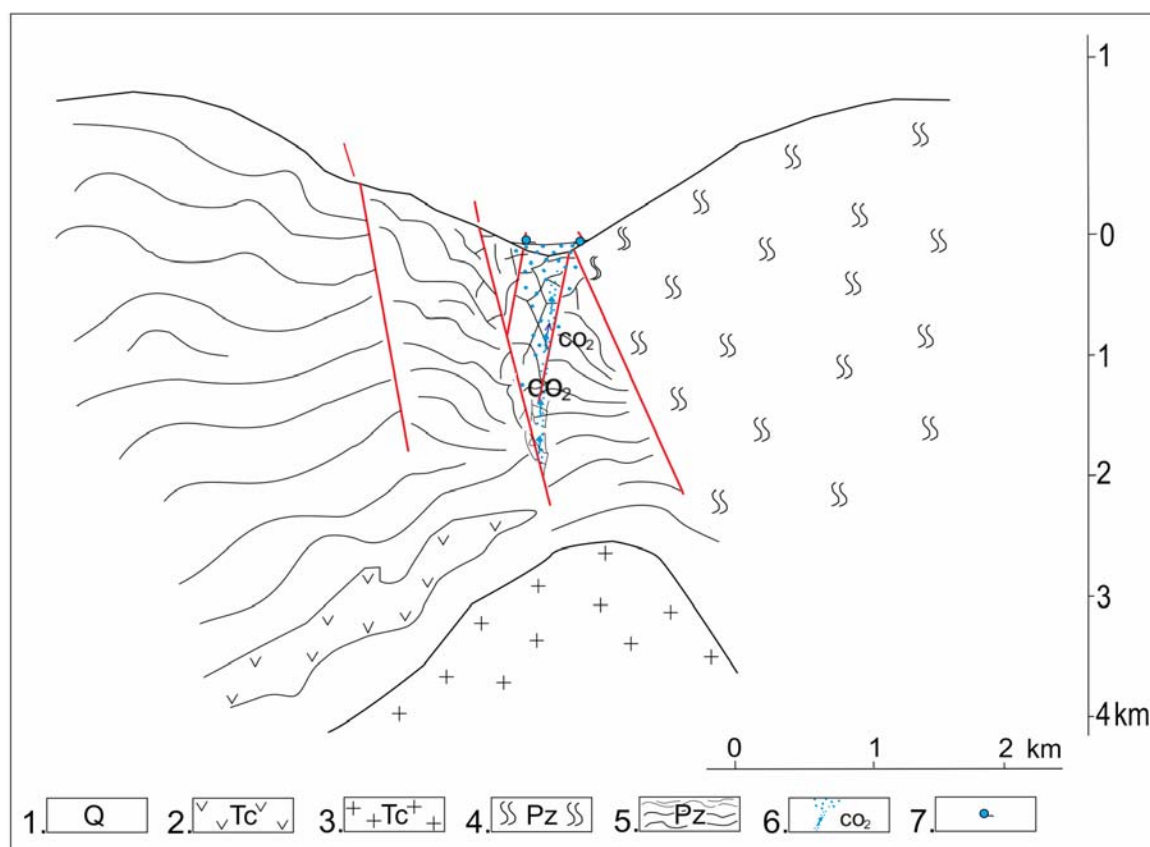 1
0
CO₂
1
CO₂
2
3
4 km
0 1 2 km
1. Q 2. Tc 3. Tc 4. Pz 5. Pz 6. CO₂ 7.